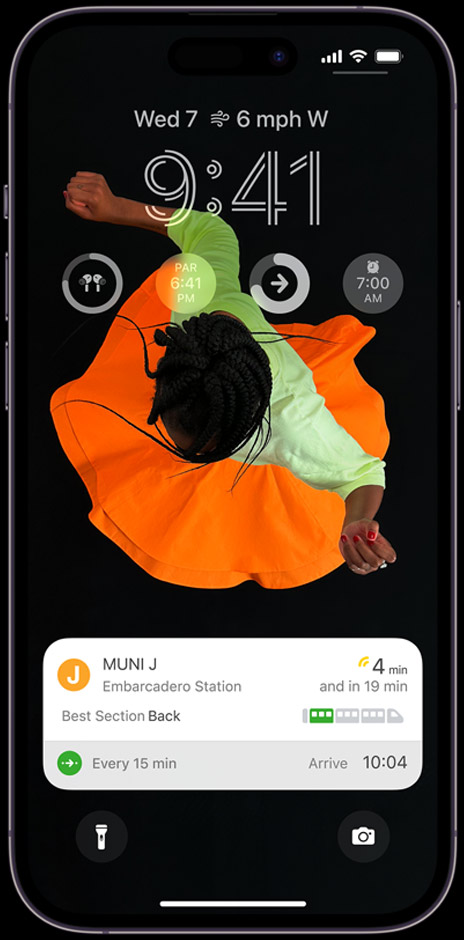 Wed 7 6 mph W
9:41
PAR
6:41
PM
7:00
AM
J MUNI J 4 min
Embarcadero Station and in 19 min
Best Section Back
Every 15 min Arrive 10:04